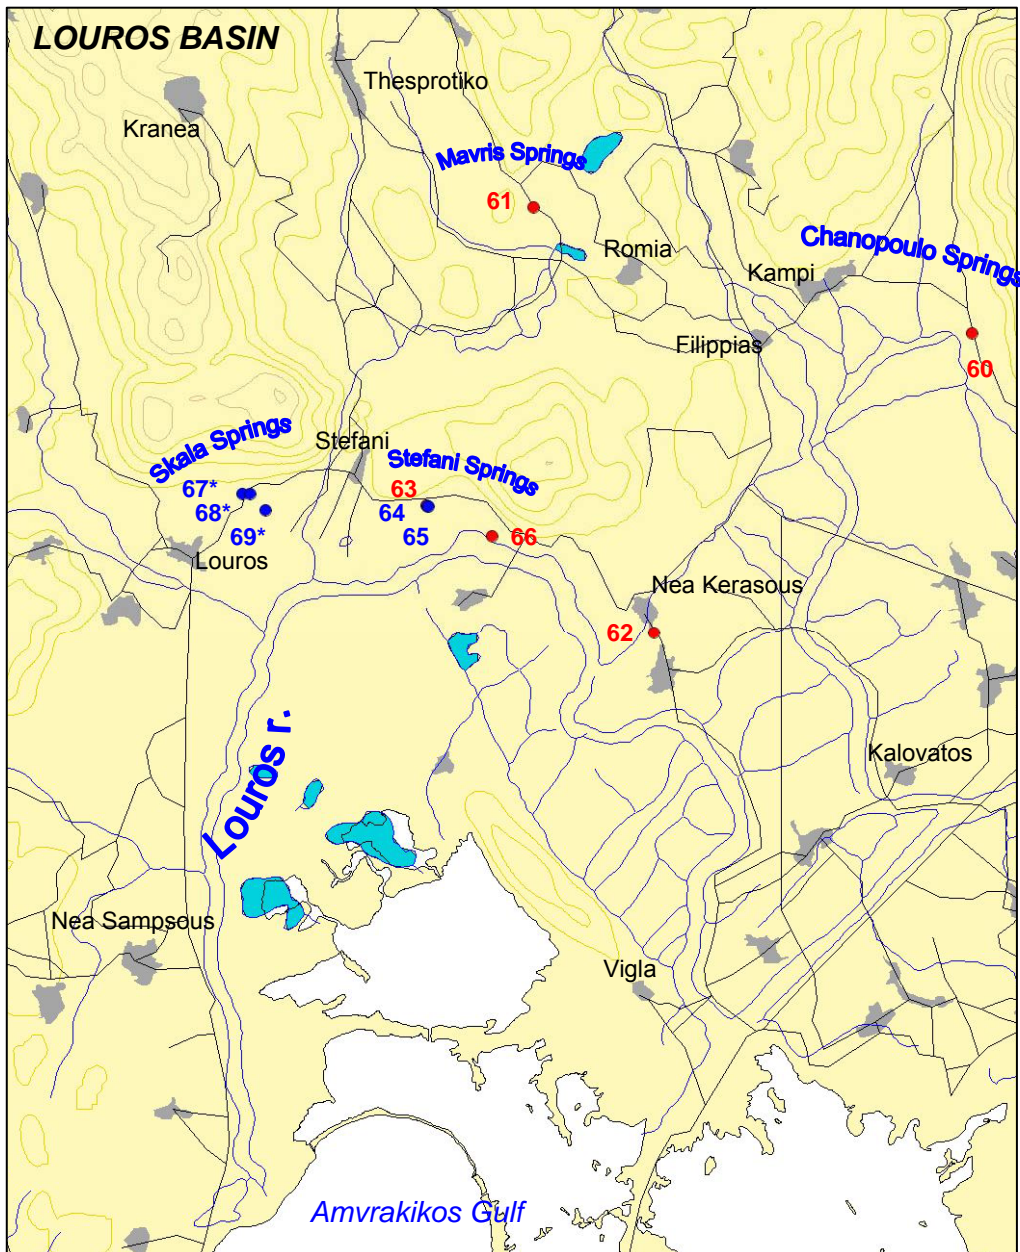 LOUROS BASIN
Thesprotiko
Kranea
Mavris Springs
61
Romia
Chanopoulo Springs
Kampi
Filippias
60
Skala Springs
Stefani
Stefani Springs
67*
63
68*
64
69*
65
66
Louros
Nea Kerasous
62
Louros r.
Kalovatos
Nea Sampsous
Vigla
Amvrakikos Gulf